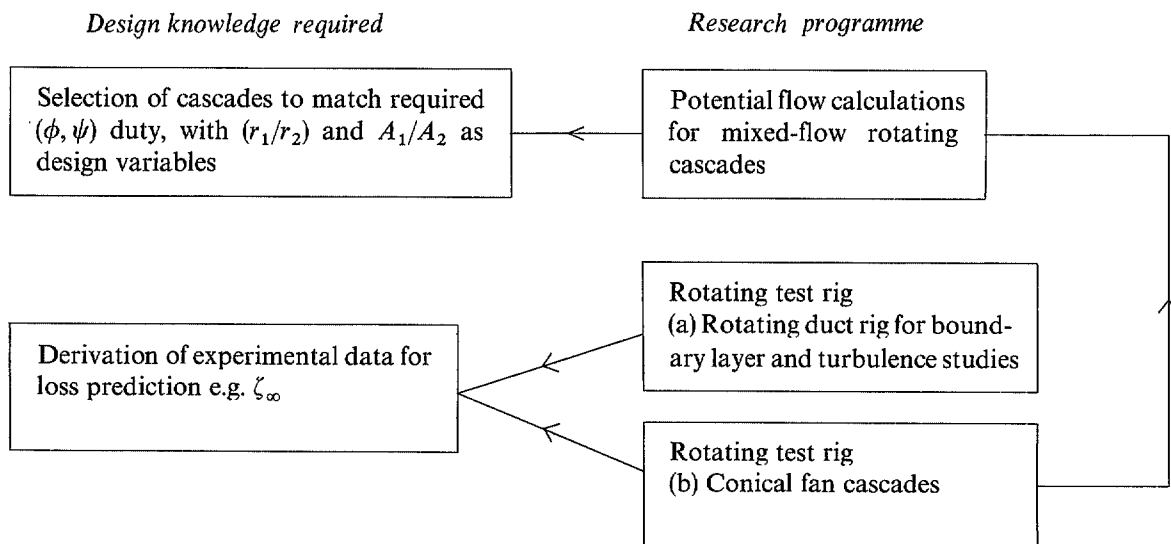 Design knowledge required
Research programme
Selection of cascades to match required
(ϕ, ψ) duty, with (r₁/r₂) and A₁/A₂ as
design variables
Potential flow calculations
for mixed-flow rotating
cascades
Derivation of experimental data for
loss prediction e.g. ζ∞
Rotating test rig
(a) Rotating duct rig for bound-
ary layer and turbulence studies
Rotating test rig
(b) Conical fan cascades